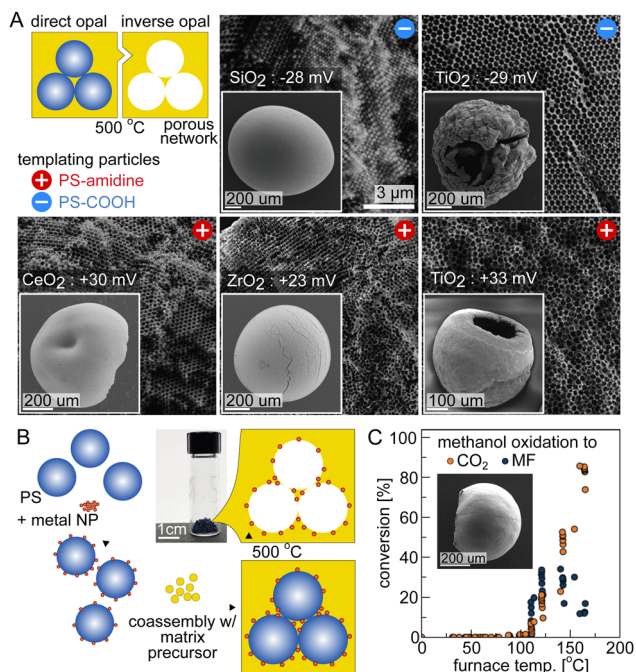 A
direct opal
inverse opal
500 °C
porous
network
templating particles
+ PS-amidine
− PS-COOH
−
SiO2 : -28 mV
200 um
3 µm
−
TiO2 : -29 mV
200 um
+
CeO2 : +30 mV
200 um
+
ZrO2 : +23 mV
200 um
+
TiO2 : +33 mV
100 um
B
PS
+ metal NP
1cm
500 °C
coassembly w/
matrix
precursor
C
methanol oxidation to
CO2 MF
200 um
conversion [%]
100
80
60
40
20
0
0 50 100 150 200
furnace temp. [°C]